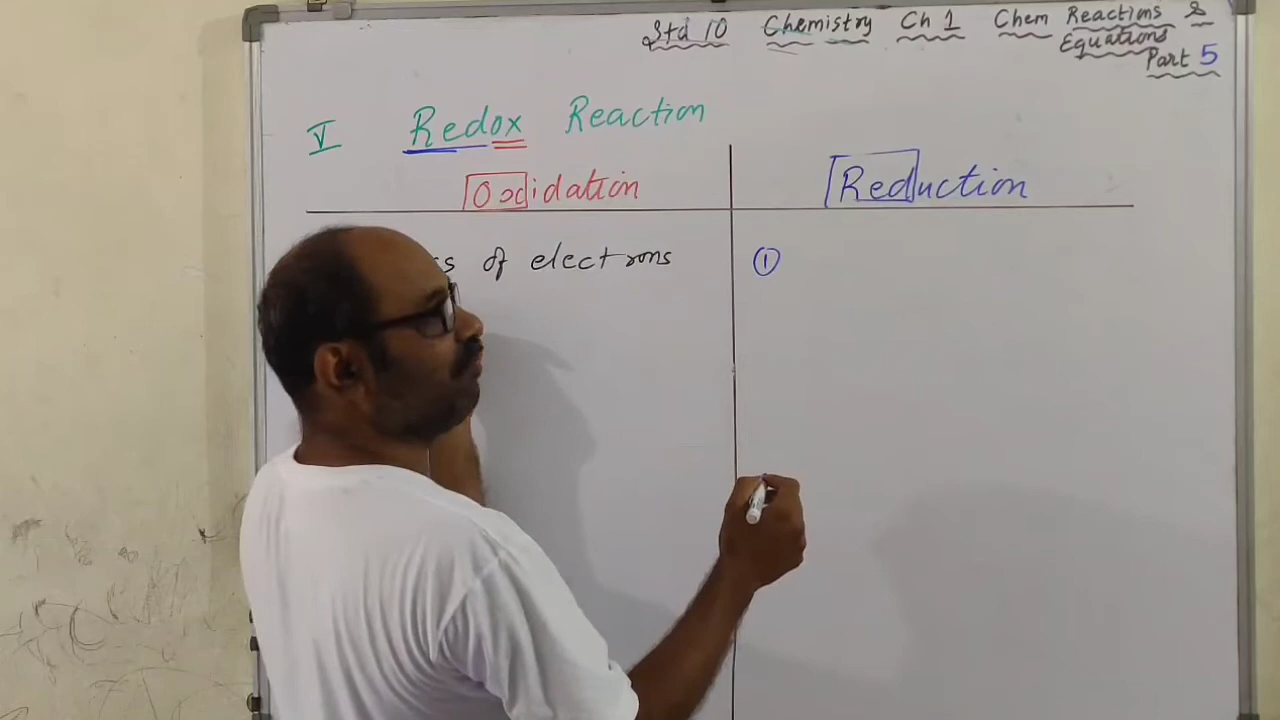 Std 10 Chemistry Ch 1 Chem Reactions &
Equations
Part 5
V Redox Reaction
Oxidation Reduction
of electrons ①